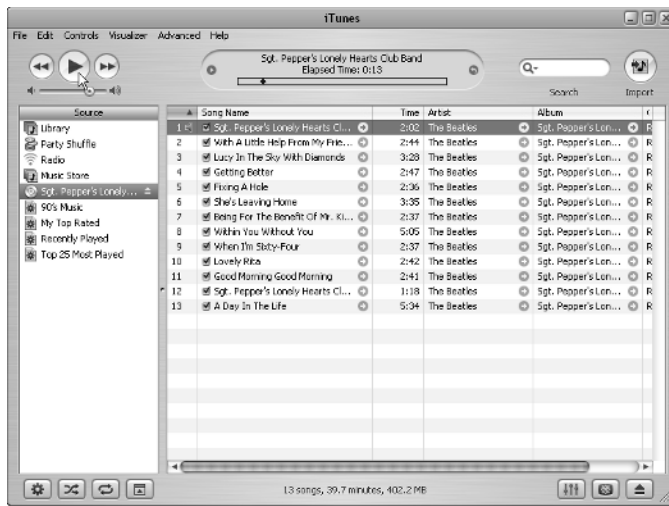 iTunes
File Edit Controls Visualizer Advanced Help
Sgt. Pepper's Lonely Hearts Club Band
Elapsed Time: 0:13
Search
Import
Source
Library
Party Shuffle
Radio
Music Store
Sgt. Pepper's Lonely...
90's Music
My Top Rated
Recently Played
Top 25 Most Played
Song Name Time Artist Album
1 Sgt. Pepper's Lonely Hearts Cl... 2:02 The Beatles Sgt. Pepper's Lon... R
2 With A Little Help From My Frie... 2:44 The Beatles Sgt. Pepper's Lon... R
3 Lucy In The Sky With Diamonds 3:28 The Beatles Sgt. Pepper's Lon... R
4 Getting Better 2:47 The Beatles Sgt. Pepper's Lon... R
5 Fixing A Hole 2:36 The Beatles Sgt. Pepper's Lon... R
6 She's Leaving Home 3:35 The Beatles Sgt. Pepper's Lon... R
7 Being For The Benefit Of Mr. Ki... 2:37 The Beatles Sgt. Pepper's Lon... R
8 Within You Without You 5:05 The Beatles Sgt. Pepper's Lon... R
9 When I'm Sixty-Four 2:37 The Beatles Sgt. Pepper's Lon... R
10 Lovely Rita 2:42 The Beatles Sgt. Pepper's Lon... R
11 Good Morning Good Morning 2:41 The Beatles Sgt. Pepper's Lon... R
12 Sgt. Pepper's Lonely Hearts Cl... 1:18 The Beatles Sgt. Pepper's Lon... R
13 A Day In The Life 5:34 The Beatles Sgt. Pepper's Lon... R
13 songs, 39.7 minutes, 402.2 MB